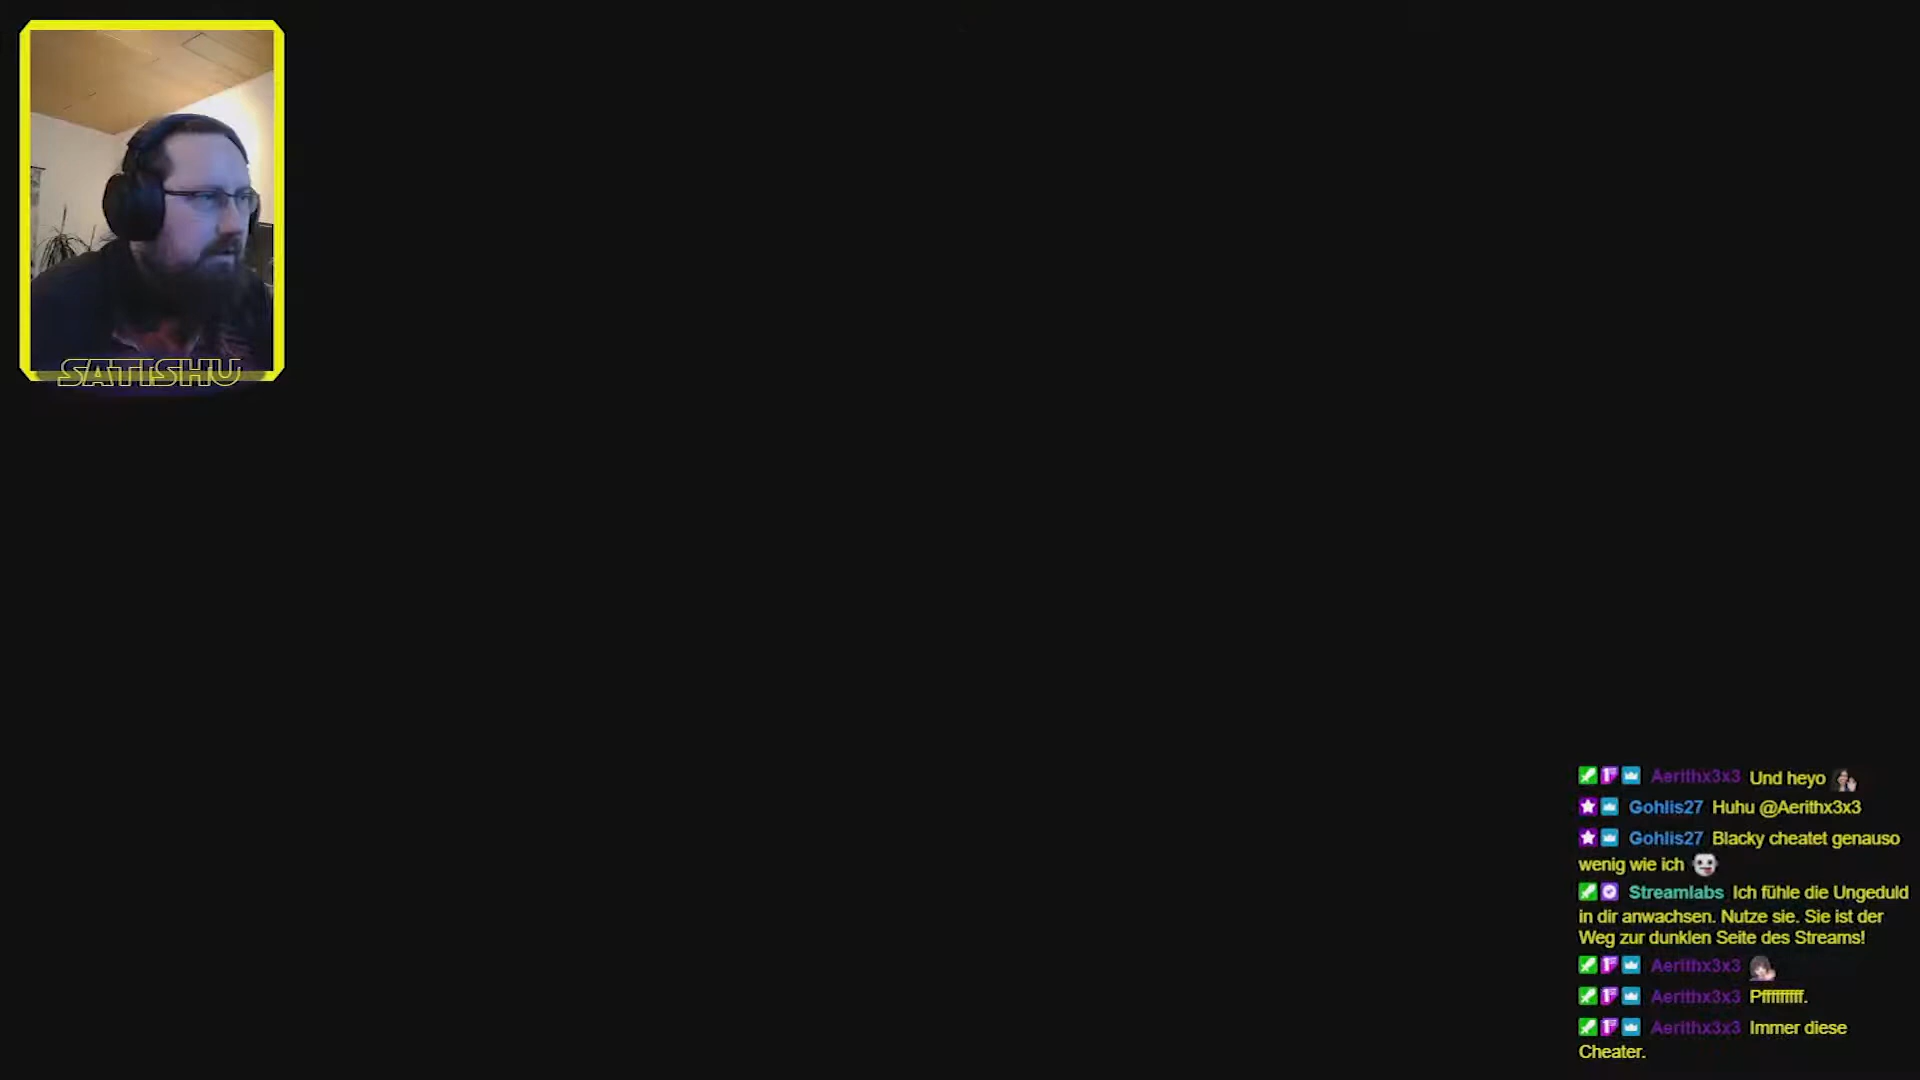 SATISHU
Aerithx3x3 Und heyo
Gohlis27 Huhu @Aerithx3x3
Gohlis27 Blacky cheatet genauso
wenig wie ich
Streamlabs Ich fühle die Ungeduld
in dir anwachsen. Nutze sie. Sie ist der
Weg zur dunklen Seite des Streams!
Aerithx3x3
Aerithx3x3 Pfffffffff.
Aerithx3x3 Immer diese
Cheater.